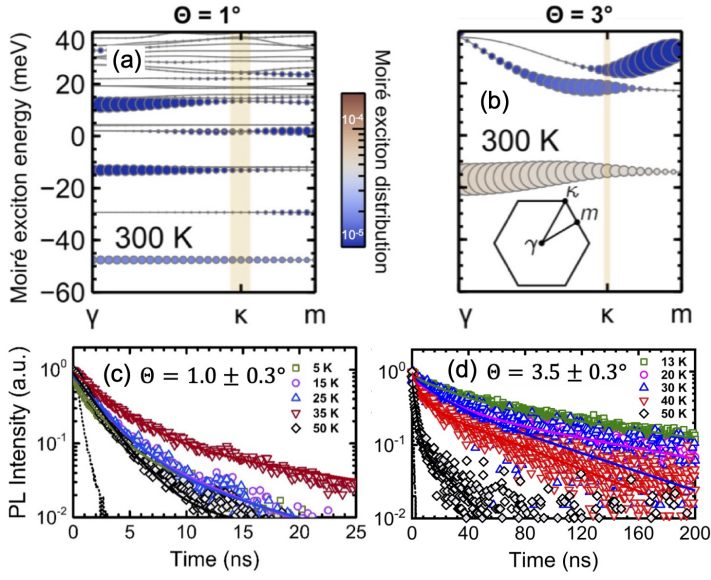 Θ = 1°
Θ = 3°
Moiré exciton energy (meV)
40
20
0
−20
−40
−60
(a)
300 K
γ
κ
m
10⁻⁴
10⁻⁵
Moiré exciton distribution
(b)
300 K
κ
m
γ
γ
κ
m
PL Intensity (a.u.)
10⁰
10⁻¹
10⁻²
(c) Θ = 1.0 ± 0.3°
5 K
15 K
25 K
35 K
50 K
0
5
10
15
20
25
Time (ns)
10⁰
10⁻¹
10⁻²
(d) Θ = 3.5 ± 0.3°
13 K
20 K
30 K
40 K
50 K
0
40
80
120
160
200
Time (ns)